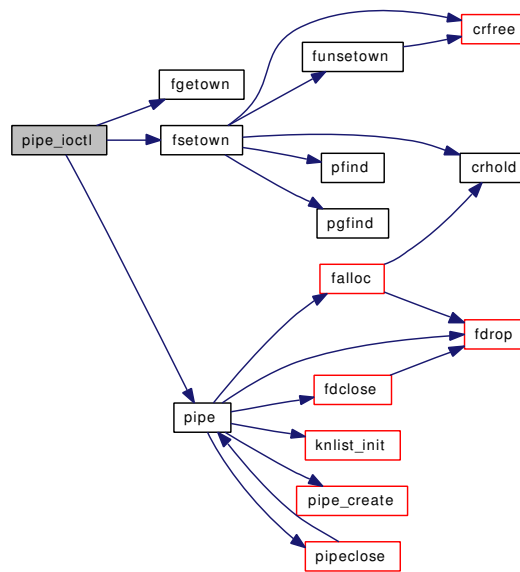 crfree
funsetown
fgetown
pipe_ioctl
fsetown
pfind
crhold
pgfind
falloc
fdrop
fdclose
pipe
knlist_init
pipe_create
pipeclose